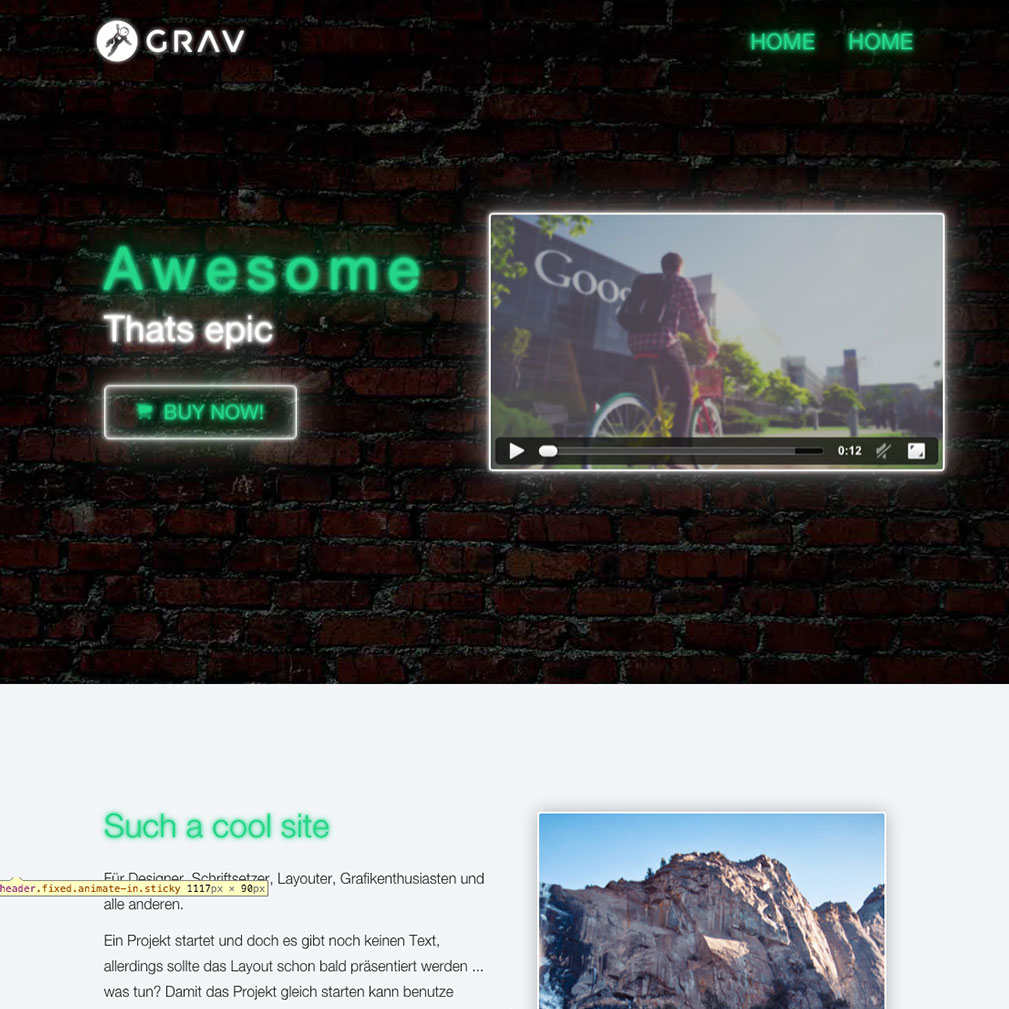 GRAV
HOME HOME
Awesome
Thats epic
BUY NOW!
Goo
0:12
Such a cool site
Für Designer, Schriftsetzer, Layouter, Grafikenthusiasten und
header.fixed.animate-in.sticky 1117px × 90px
alle anderen.
Ein Projekt startet und doch es gibt noch keinen Text,
allerdings sollte das Layout schon bald präsentiert werden ...
was tun? Damit das Projekt gleich starten kann benutze